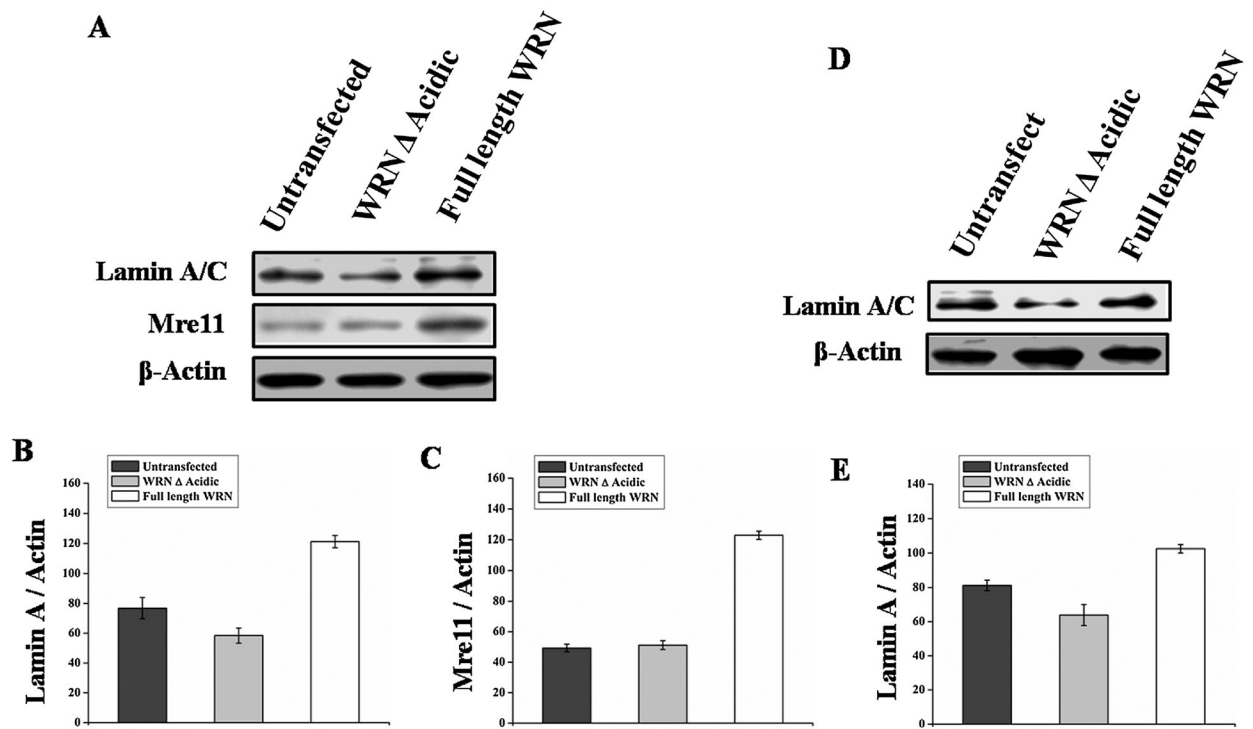 A
Untransfected
WRN Δ Acidic
Full length WRN
Lamin A/C
Mre11
β-Actin
D
Untransfect
WRN Δ Acidic
Full length WRN
Lamin A/C
β-Actin
B
Untransfected
WRN Δ Acidic
Full length WRN
Lamin A / Actin
160
140
120
100
80
60
40
20
0
C
Untransfected
WRN Δ Acidic
Full length WRN
Mre11 / Actin
160
140
120
100
80
60
40
20
0
E
Untransfected
WRN Δ Acidic
Full length WRN
Lamin A / Actin
140
120
100
80
60
40
20
0